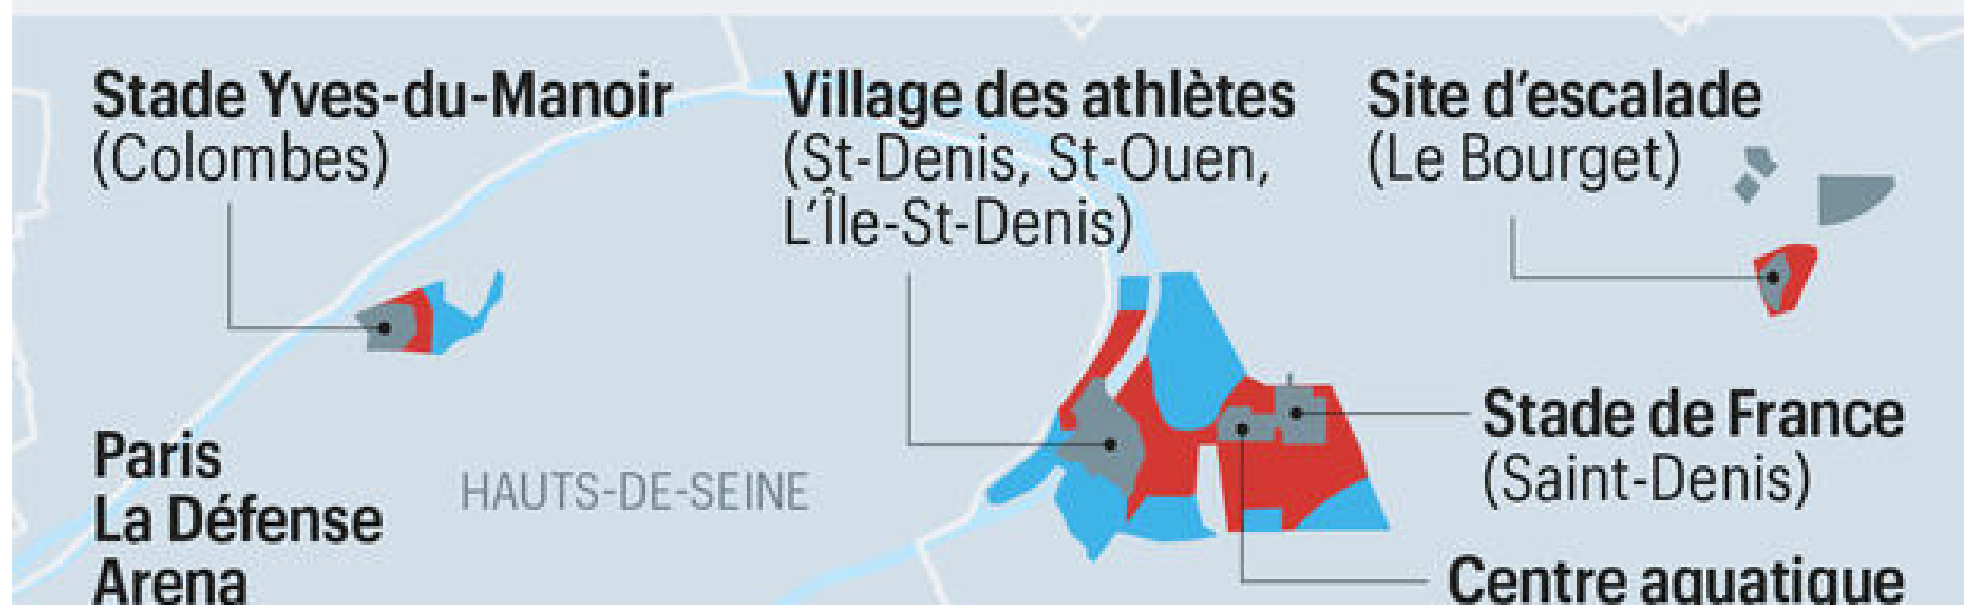 Stade Yves-du-Manoir
(Colombes)
Village des athlètes
(St-Denis, St-Ouen,
L’Île-St-Denis)
Site d’escalade
(Le Bourget)
Paris
La Défense
Arena
HAUTS-DE-SEINE
Stade de France
(Saint-Denis)
Centre aquatique